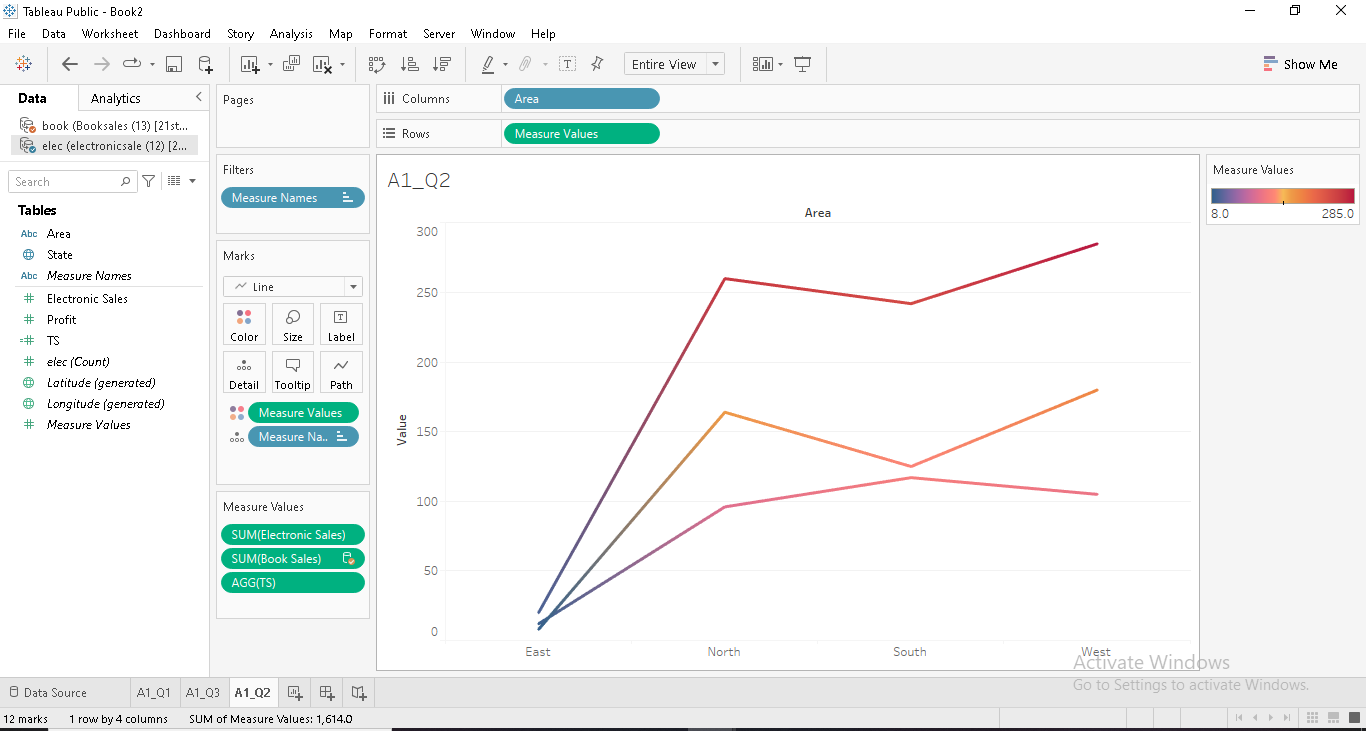 Tableau Public - Book2
File Data Worksheet Dashboard Story Analysis Map Format Server Window Help
Entire View
Show Me
Data Analytics
book (Booksales (13) [21st...
elec (electronicsale (12) [2...
Search
Tables
Abc Area
State
Abc Measure Names
# Electronic Sales
# Profit
=# TS
# elec (Count)
Latitude (generated)
Longitude (generated)
# Measure Values
Pages
Filters
Measure Names
Marks
Line
Color Size Label
Detail Tooltip Path
Measure Values
Measure Na..
Measure Values
SUM(Electronic Sales)
SUM(Book Sales)
AGG(TS)
Columns Area
Rows Measure Values
A1_Q2
Area
300
250
200
150
100
50
0
Value
East North South West
Measure Values
8.0 285.0
Activate Windows
Go to Settings to activate Windows.
Data Source A1_Q1 A1_Q3 A1_Q2
12 marks 1 row by 4 columns SUM of Measure Values: 1,614.0